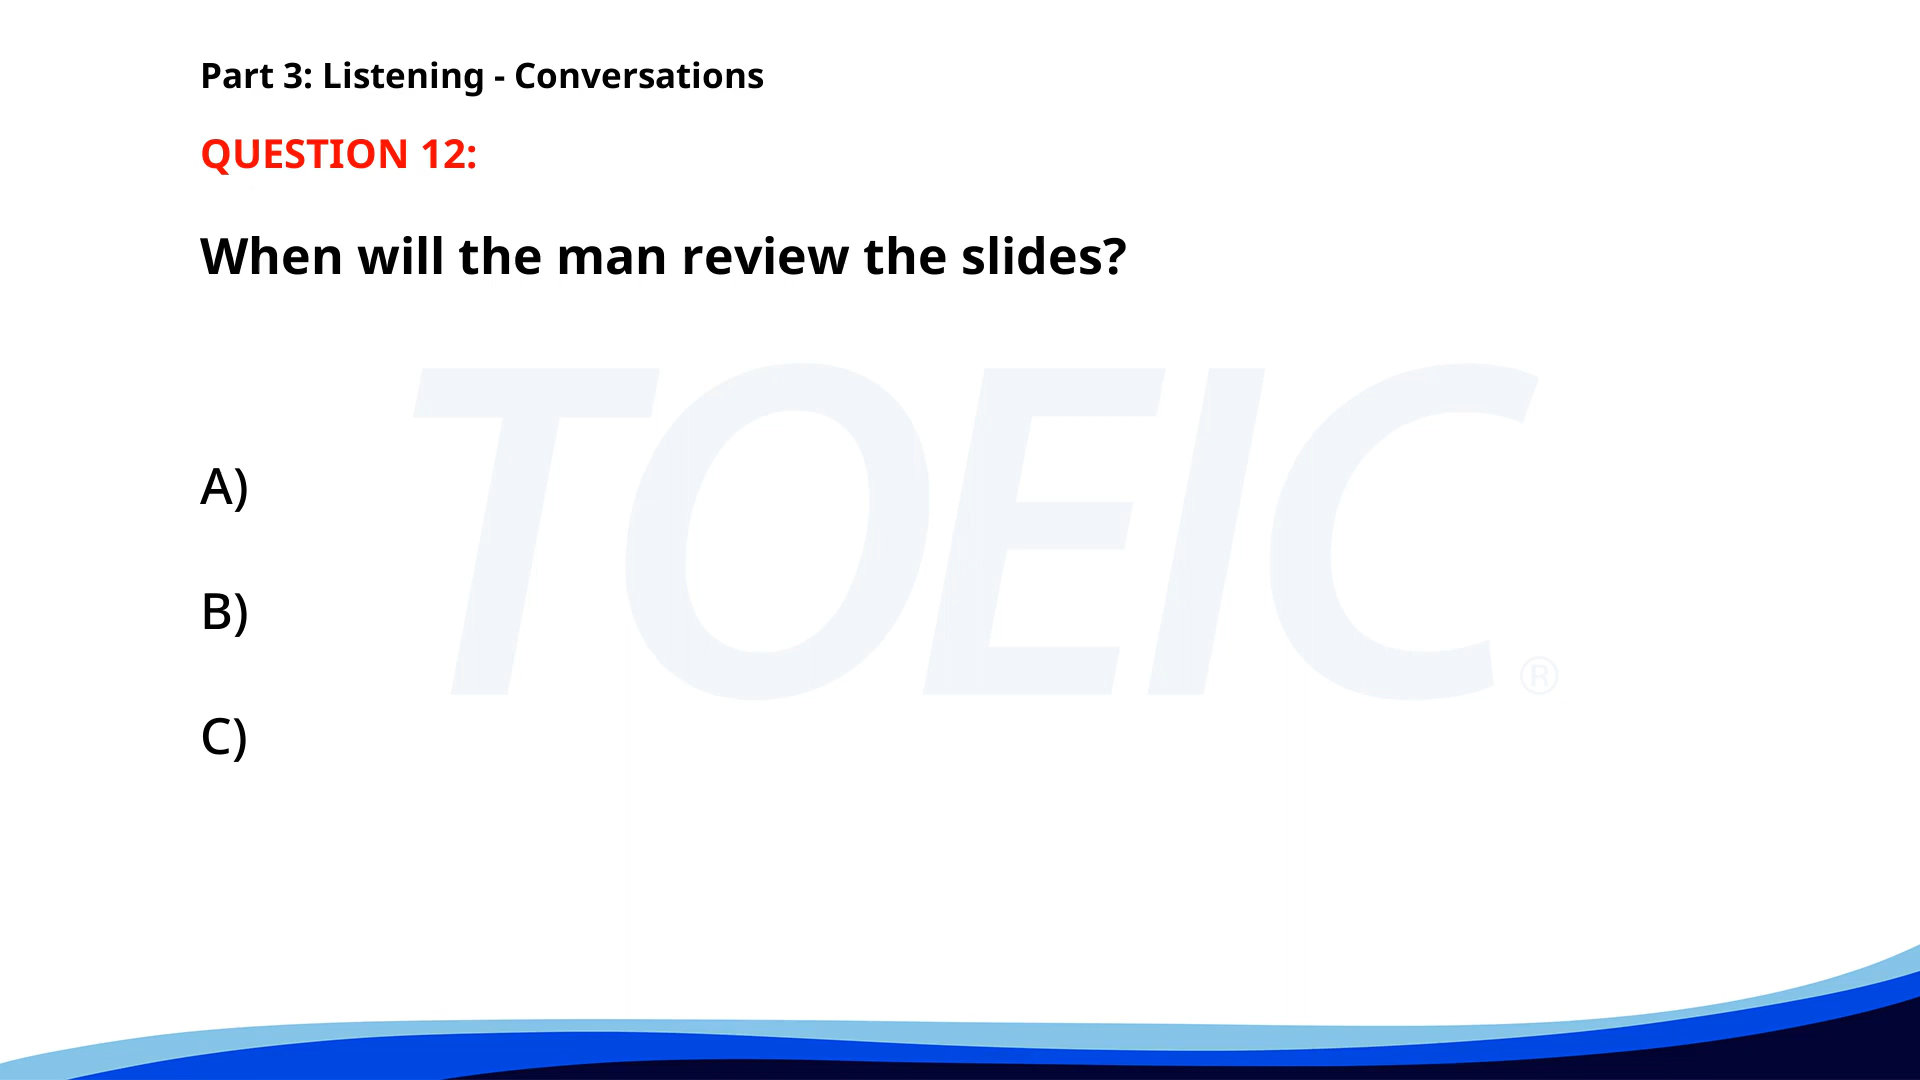 Part 3: Listening - Conversations
QUESTION 12:
When will the man review the slides?
TOEIC®
A)
B)
C)